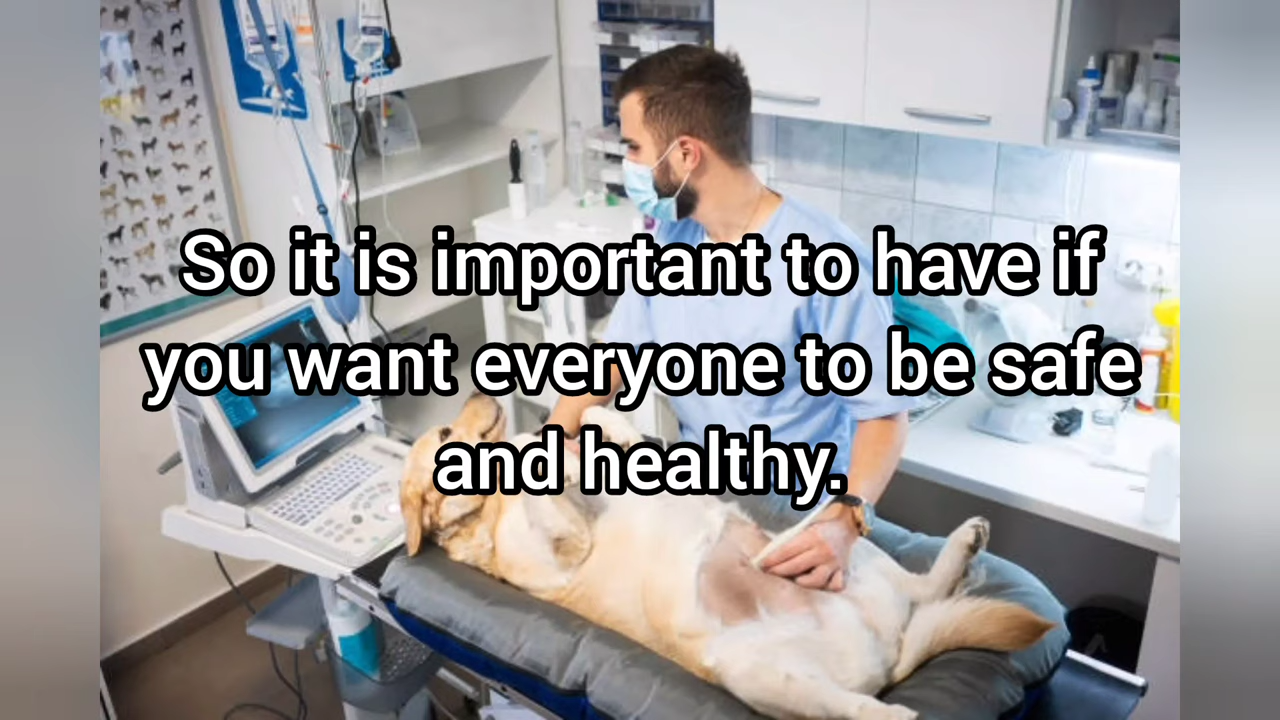 So it is important to have if
you want everyone to be safe
and healthy.